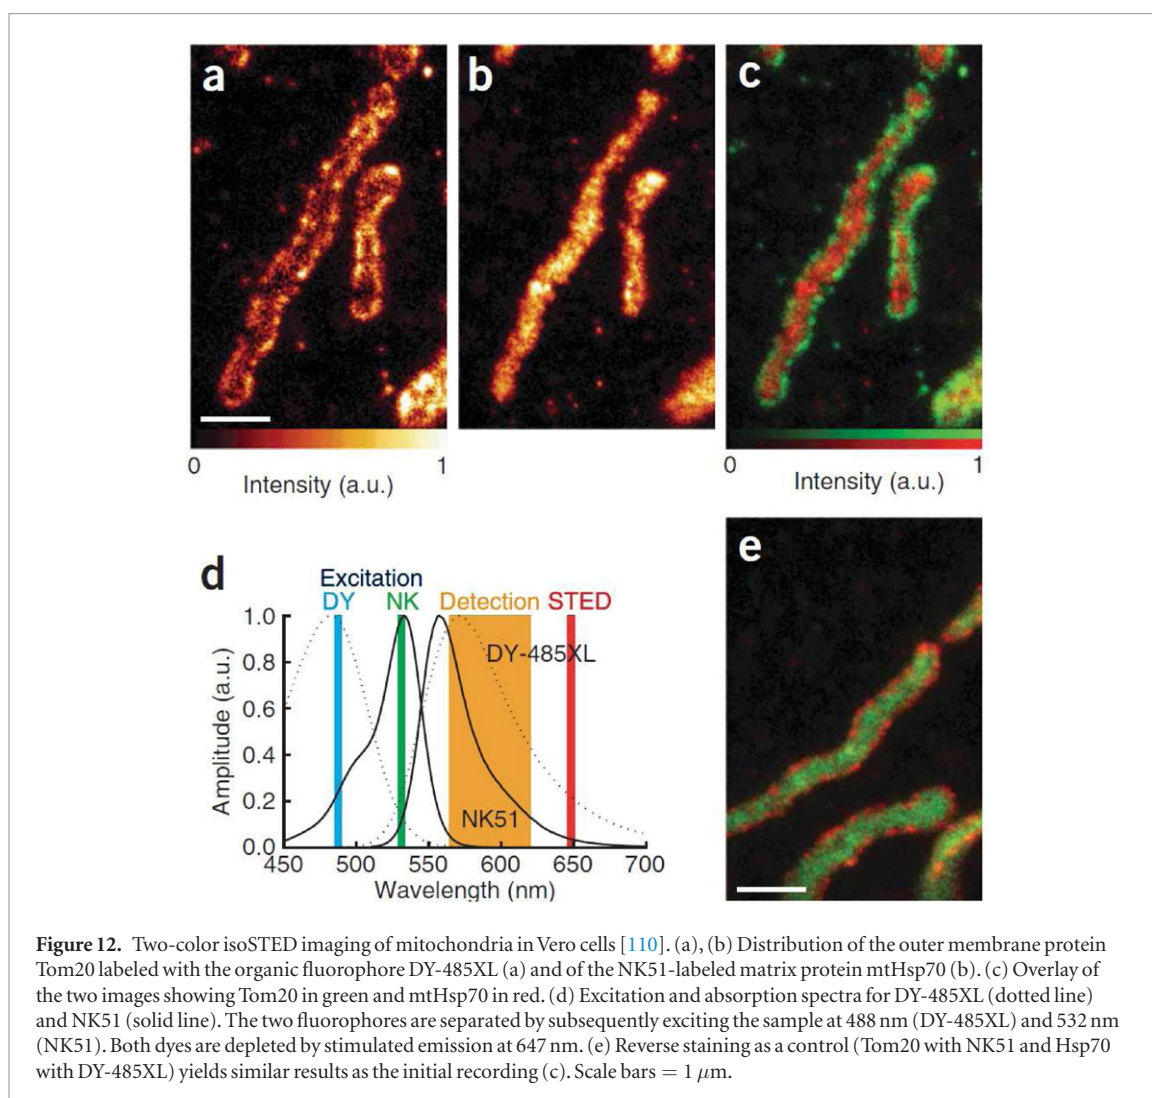 a
b
c
0
1
Intensity (a.u.)
0
1
Intensity (a.u.)
d
Excitation
DY
NK
Detection
STED
1.0
0.8
0.6
0.4
0.2
0.0
Amplitude (a.u.)
DY-485XL
NK51
450
500
550
600
650
700
Wavelength (nm)
e
Figure 12. Two-color isoSTED imaging of mitochondria in Vero cells [110]. (a), (b) Distribution of the outer membrane protein
Tom20 labeled with the organic fluorophore DY-485XL (a) and of the NK51-labeled matrix protein mtHsp70 (b). (c) Overlay of
the two images showing Tom20 in green and mtHsp70 in red. (d) Excitation and absorption spectra for DY-485XL (dotted line)
and NK51 (solid line). The two fluorophores are separated by subsequently exciting the sample at 488 nm (DY-485XL) and 532 nm
(NK51). Both dyes are depleted by stimulated emission at 647 nm. (e) Reverse staining as a control (Tom20 with NK51 and Hsp70
with DY-485XL) yields similar results as the initial recording (c). Scale bars = 1 μm.